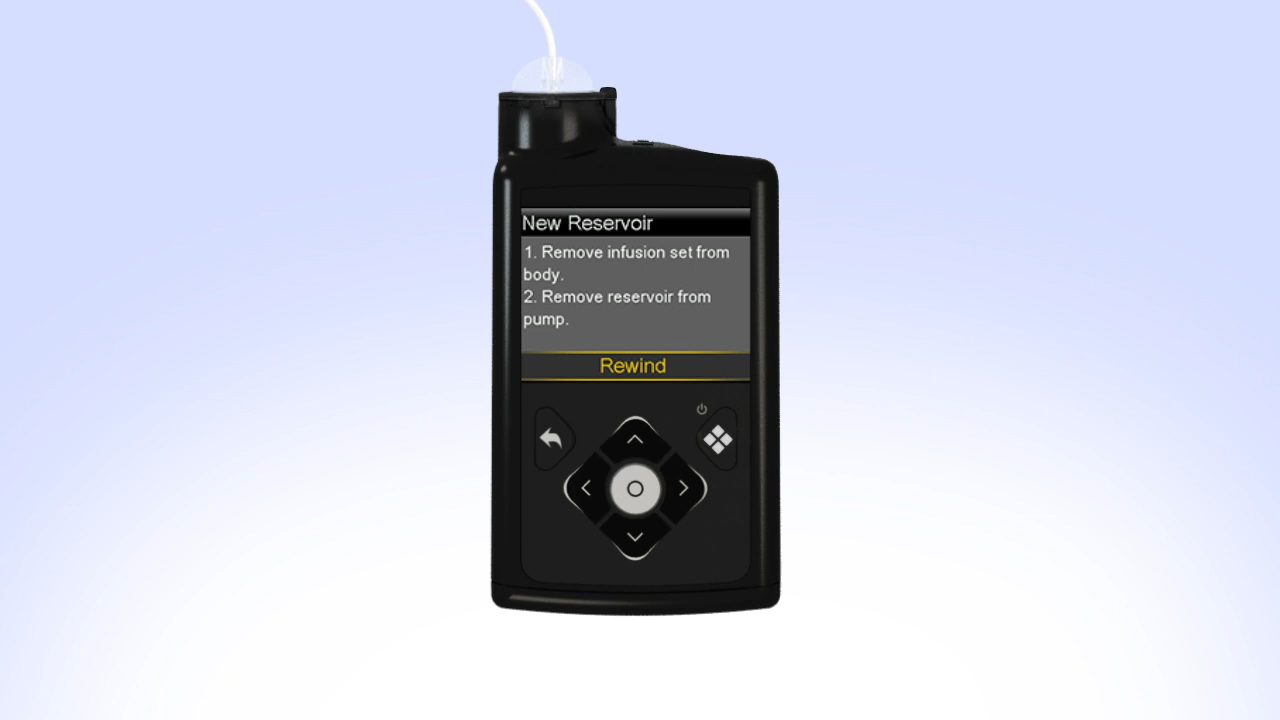 New Reservoir
1. Remove infusion set from
body.
2. Remove reservoir from
pump.
Rewind